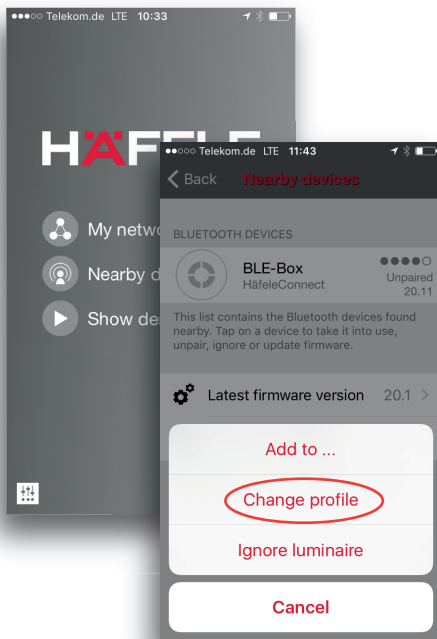 ●●●○○ Telekom.de LTE 10:33
HÄFELE
My netwo
Nearby d
Show de
●●○○○ Telekom.de LTE 11:43
Back Nearby devices
BLUETOOTH DEVICES
BLE-Box
HäfeleConnect
●●●●○
Unpaired
20.11
This list contains the Bluetooth devices found
nearby. Tap on a device to take it into use,
unpair, ignore or update firmware.
Latest firmware version 20.1 >
Add to ...
Change profile
Ignore luminaire
Cancel